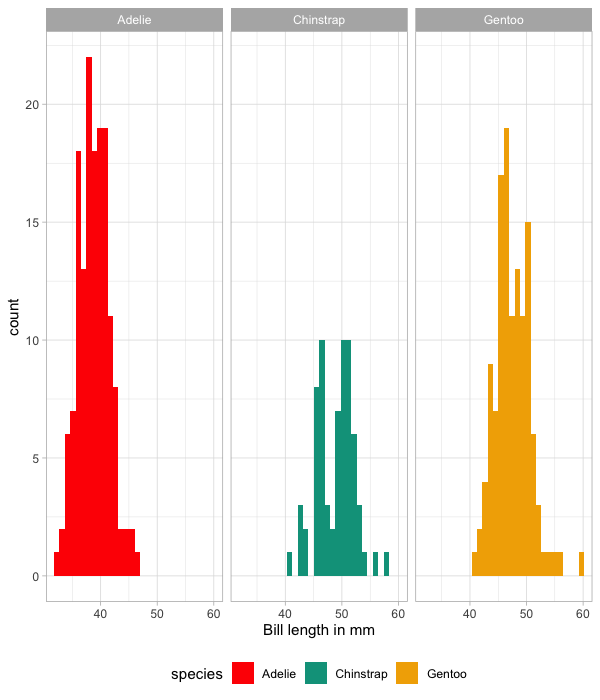 Adelie Chinstrap Gentoo
20
15
10
5
0
count
40 50 60 40 50 60 40 50 60
Bill length in mm
species Adelie Chinstrap Gentoo